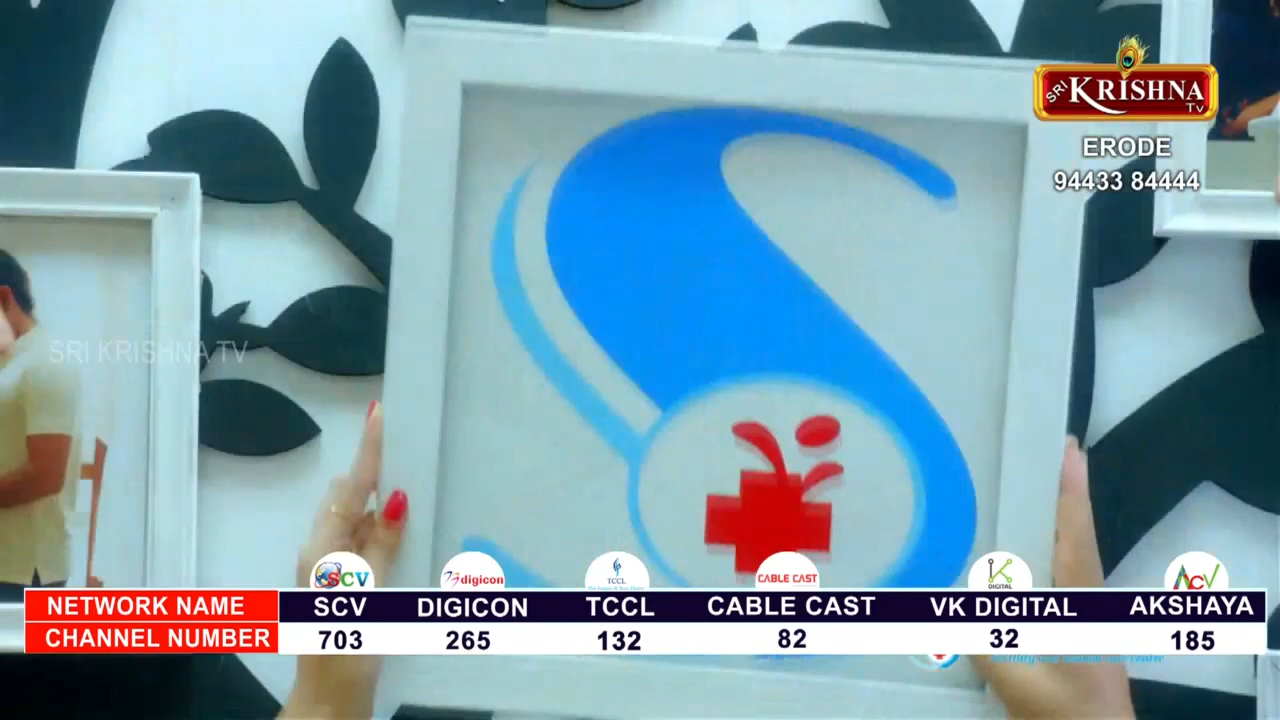 SRI KRISHNA TV
ERODE
94433 84444
SRI KRISHNA TV
SCV
digicon
TCCL
CABLE CAST
DIGITAL
ACV
NETWORK NAME SCV DIGICON TCCL CABLE CAST VK DIGITAL AKSHAYA
CHANNEL NUMBER 703 265 132 82 32 185